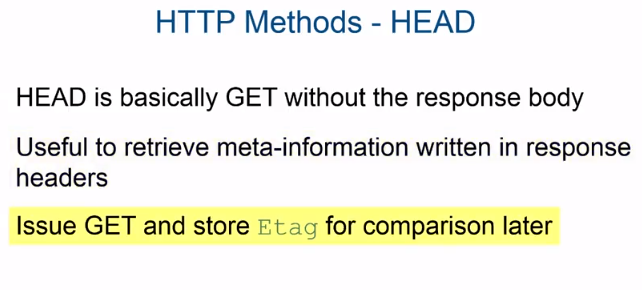 HTTP Methods - HEAD
HEAD is basically GET without the response body
Useful to retrieve meta-information written in response
headers
Issue GET and store Etag for comparison later